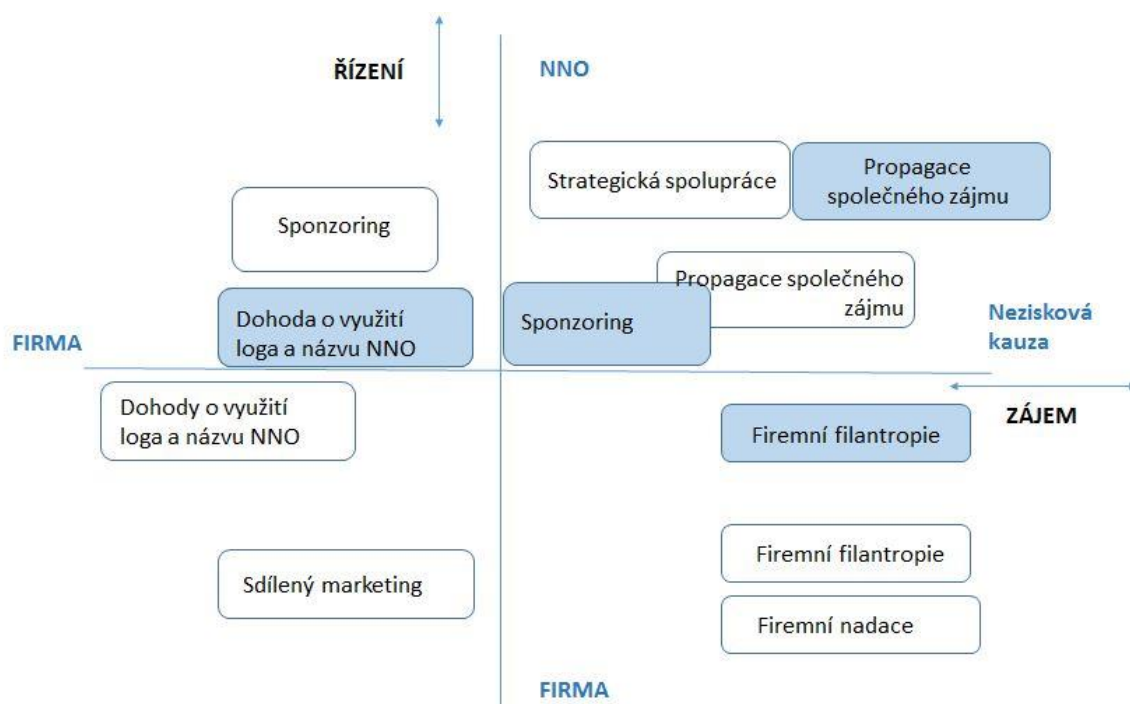 ŘÍZENÍ
NNO
Strategická spolupráce
Propagace
společného zájmu
Sponzoring
Propagace společného
zájmu
Dohoda o využití
loga a názvu NNO
Sponzoring
Nezisková
kauza
FIRMA
Dohody o využití
loga a názvu NNO
ZÁJEM
Firemní filantropie
Firemní filantropie
Sdílený marketing
Firemní nadace
FIRMA